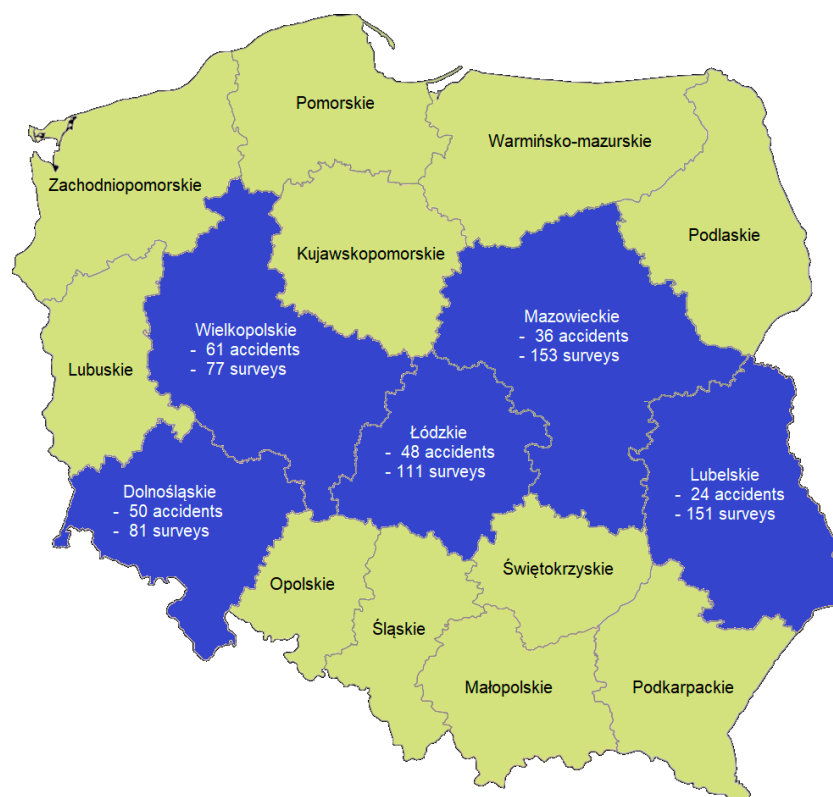 Pomorskie
Warmińsko-mazurskie
Zachodniopomorskie
Podlaskie
Kujawskopomorskie
Mazowieckie
- 36 accidents
- 153 surveys
Wielkopolskie
- 61 accidents
- 77 surveys
Lubuskie
Łódzkie
- 48 accidents
- 111 surveys
Lubelskie
- 24 accidents
- 151 surveys
Dolnośląskie
- 50 accidents
- 81 surveys
Świętokrzyskie
Opolskie
Śląskie
Małopolskie
Podkarpackie